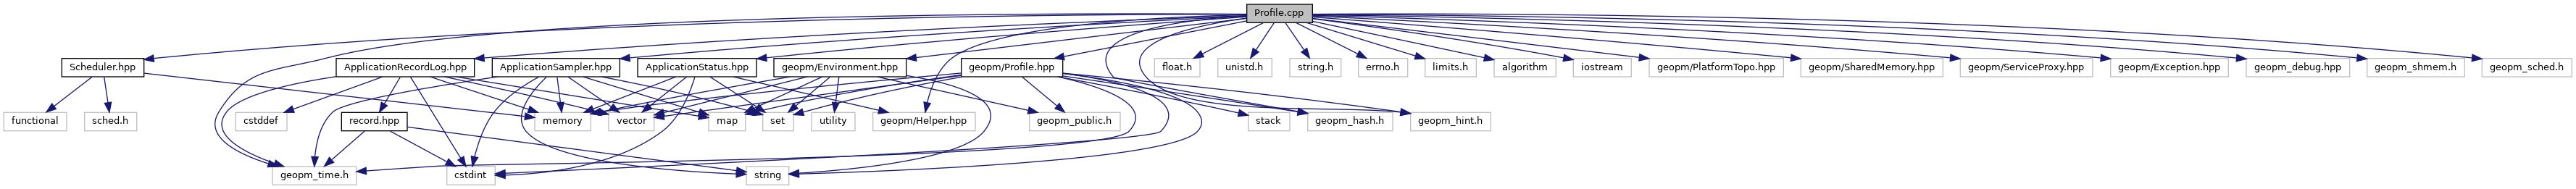 Profile.cpp
Scheduler.hpp
ApplicationRecordLog.hpp
ApplicationSampler.hpp
ApplicationStatus.hpp
geopm/Environment.hpp
geopm/Profile.hpp
float.h
unistd.h
string.h
errno.h
limits.h
algorithm
iostream
geopm/PlatformTopo.hpp
geopm/SharedMemory.hpp
geopm/ServiceProxy.hpp
geopm/Exception.hpp
geopm_debug.hpp
geopm_shmem.h
geopm_sched.h
functional
sched.h
cstddef
record.hpp
memory
vector
map
set
utility
geopm/Helper.hpp
geopm_public.h
stack
geopm_hash.h
geopm_hint.h
geopm_time.h
cstdint
string